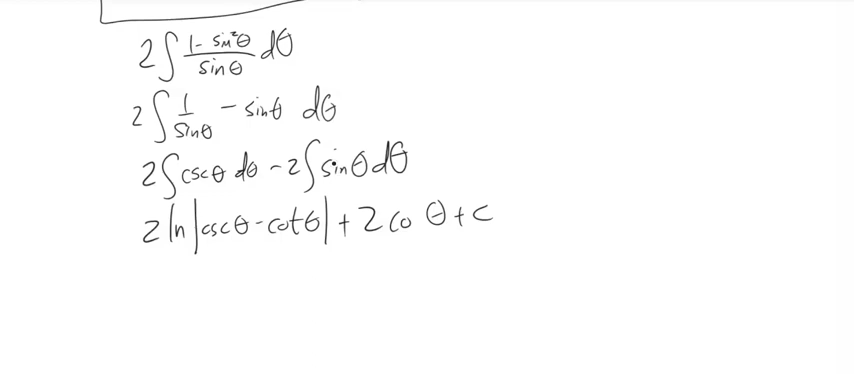 2∫ (1 - sin²θ)/(sinθ) dθ
2∫ 1/(sinθ) - sinθ dθ
2∫cscθ dθ - 2∫sinθ dθ
2 ln|cscθ - cotθ| + 2 co θ + c